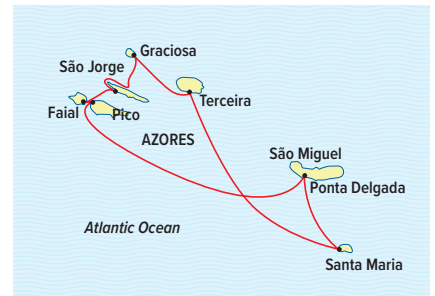 Graciosa
São Jorge
Terceira
Faial
Pico
AZORES
São Miguel
Ponta Delgada
Atlantic Ocean
Santa Maria